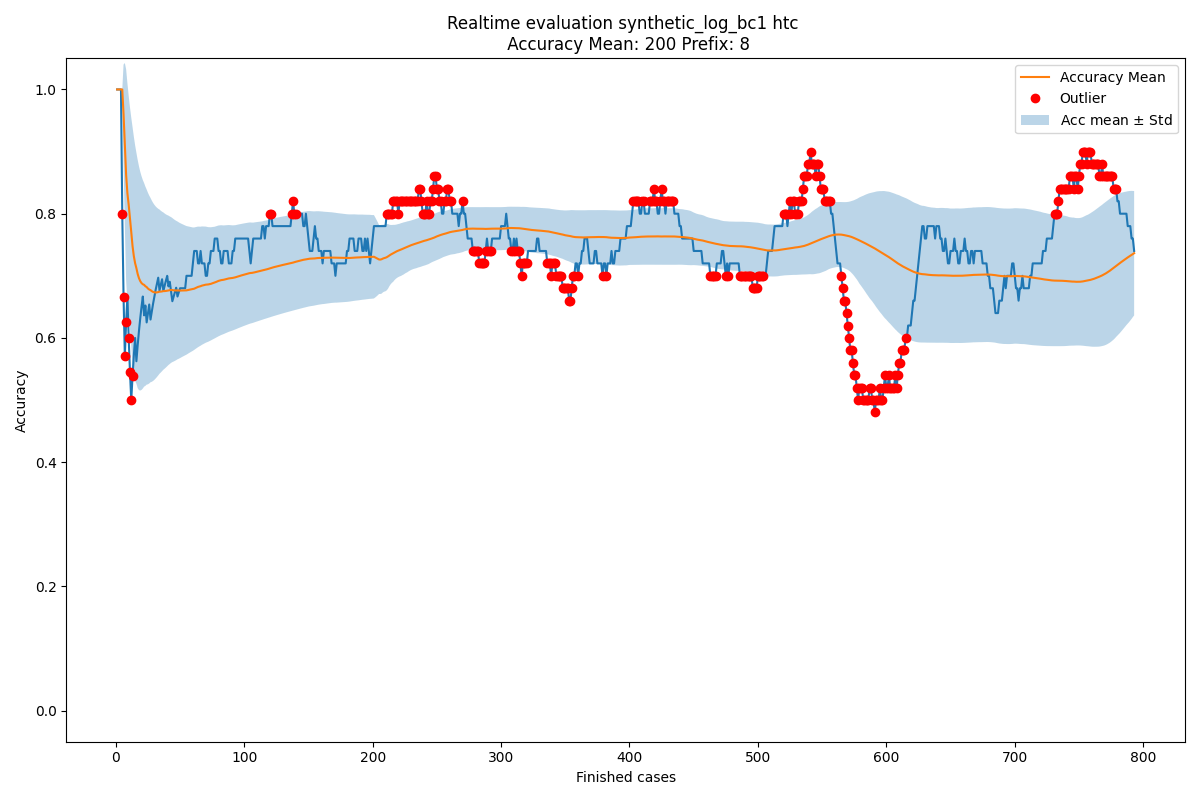 Realtime evaluation synthetic_log_bc1 htc
Accuracy Mean: 200 Prefix: 8
Accuracy Mean
Outlier
Acc mean ± Std
Accuracy
1.0
0.8
0.6
0.4
0.2
0.0
0 100 200 300 400 500 600 700 800
Finished cases